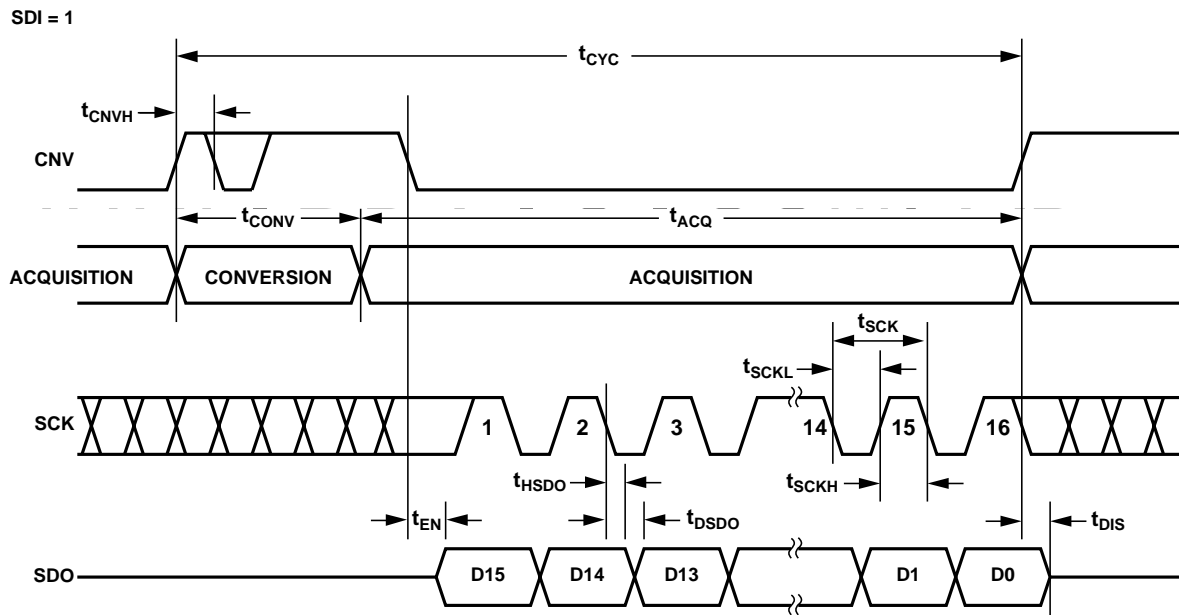 SDI = 1
tCYC
tCNVH
CNV
tCONV
tACQ
ACQUISITION
CONVERSION
ACQUISITION
tSCK
tSCKL
SCK
1
2
3
14
15
16
tHSDO
tSCKH
tEN
tDSDO
tDIS
SDO
D15
D14
D13
D1
D0